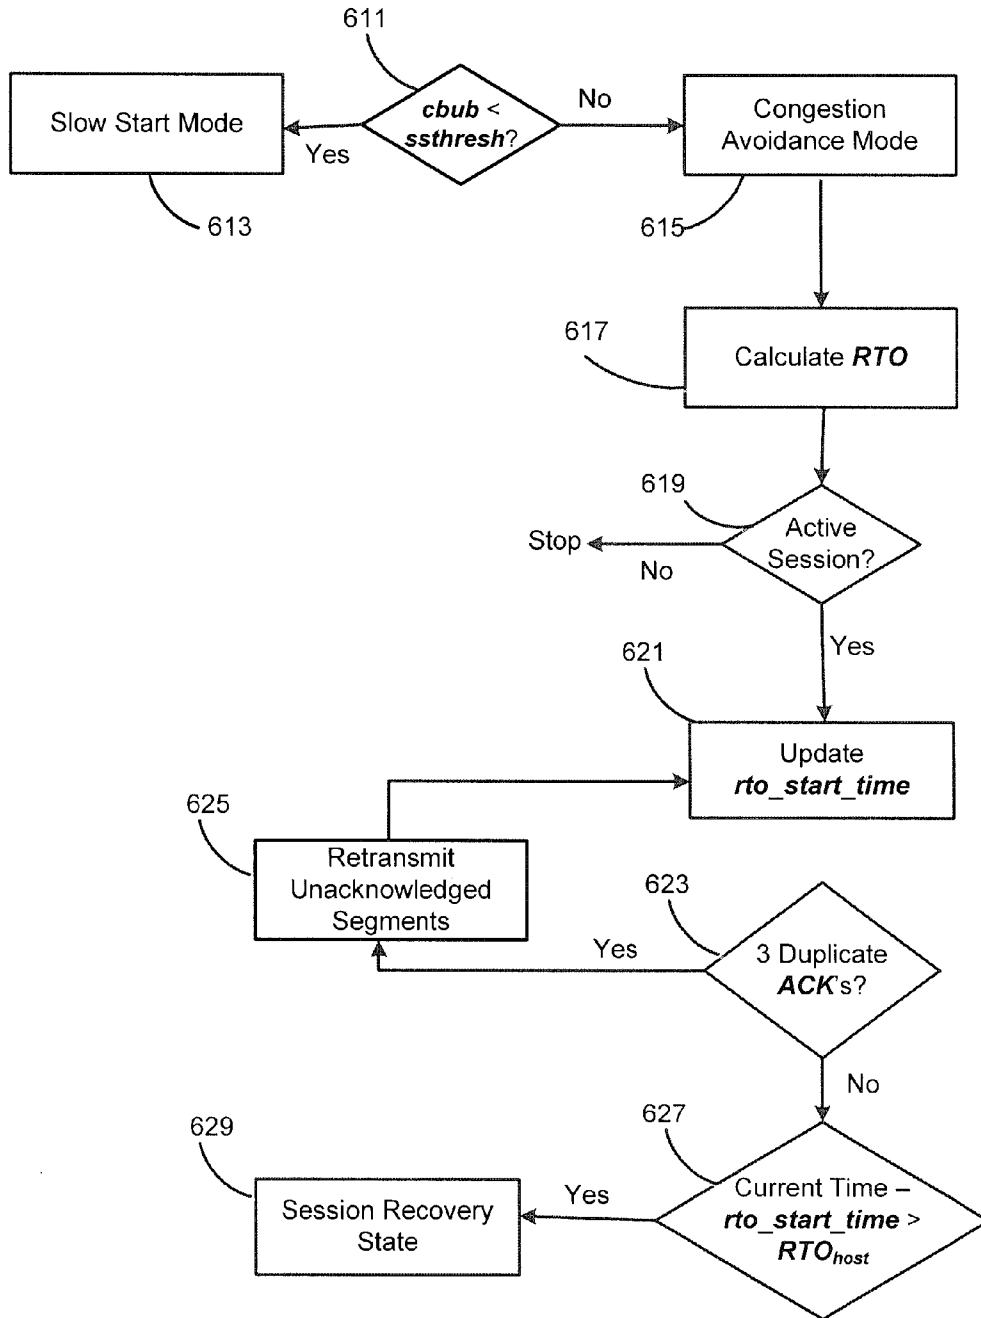 611
Slow Start Mode
cbub <
ssthresh?
Yes
No
Congestion
Avoidance Mode
613
615
617
Calculate RTO
619
Active
Session?
Stop
No
Yes
621
Update
rto_start_time
625
Retransmit
Unacknowledged
Segments
623
Yes
3 Duplicate
ACK's?
No
629
627
Session Recovery
State
Yes
Current Time –
rto_start_time >
RTOhost